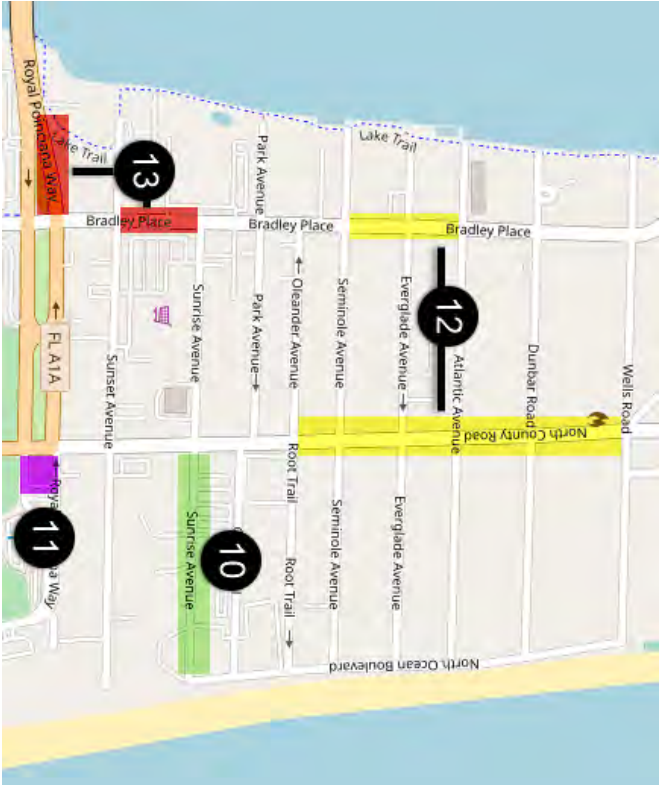 Royal Poinciana Way
Lake Trail
13
Bradley Place
Park Avenue
Bradley Place
Lake Trail
Bradley Place
FL A1A
Sunset Avenue
Sunrise Avenue
Park Avenue
Oleander Avenue
Seminole Avenue
Everglade Avenue
12
Atlantic Avenue
Dunbar Road
Wells Road
North County Road
Root Trail
11
Sunrise Avenue
10
Root Trail
Seminole Avenue
Everglade Avenue
North Ocean Boulevard